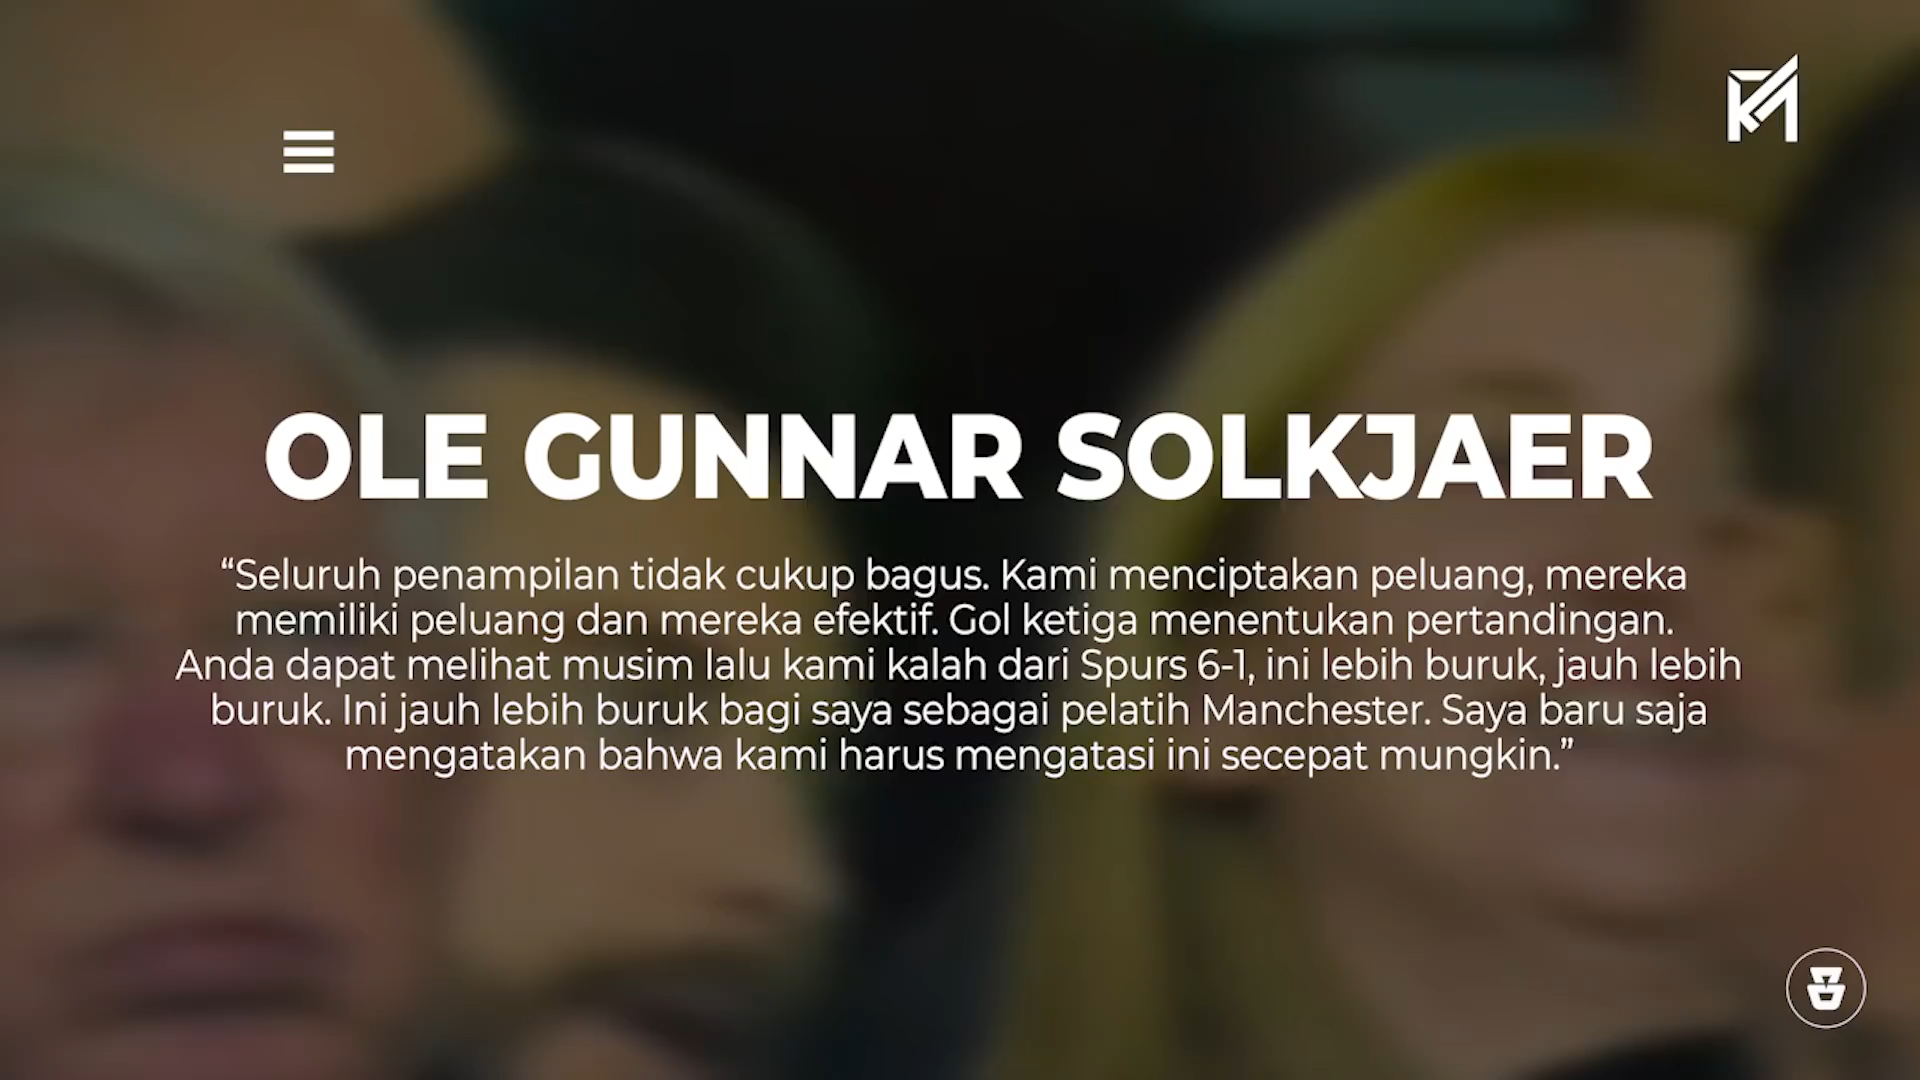 OLE GUNNAR SOLKJAER
“Seluruh penampilan tidak cukup bagus. Kami menciptakan peluang, mereka
memiliki peluang dan mereka efektif. Gol ketiga menentukan pertandingan.
Anda dapat melihat musim lalu kami kalah dari Spurs 6-1, ini lebih buruk, jauh lebih
buruk. Ini jauh lebih buruk bagi saya sebagai pelatih Manchester. Saya baru saja
mengatakan bahwa kami harus mengatasi ini secepat mungkin.”